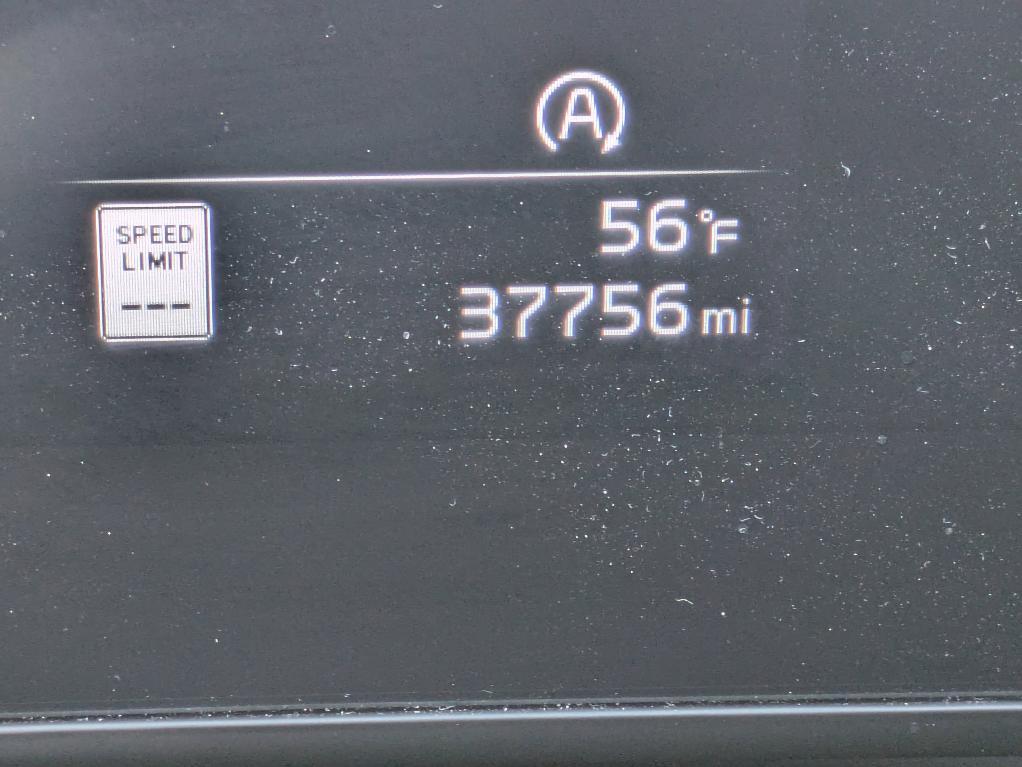 A
SPEED
LIMIT
---
56°F
37756 mi